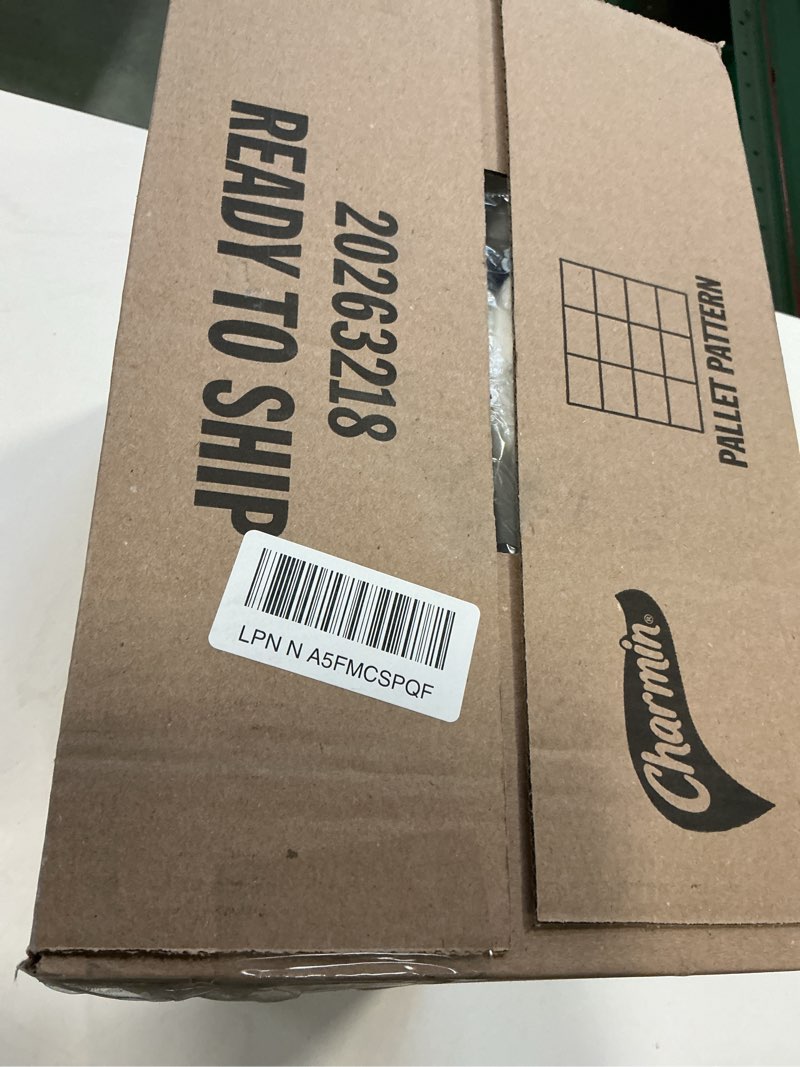 20263218
READY TO SHIP
LPN N A5FMCSPQF
PALLET PATTERN
Charmin®